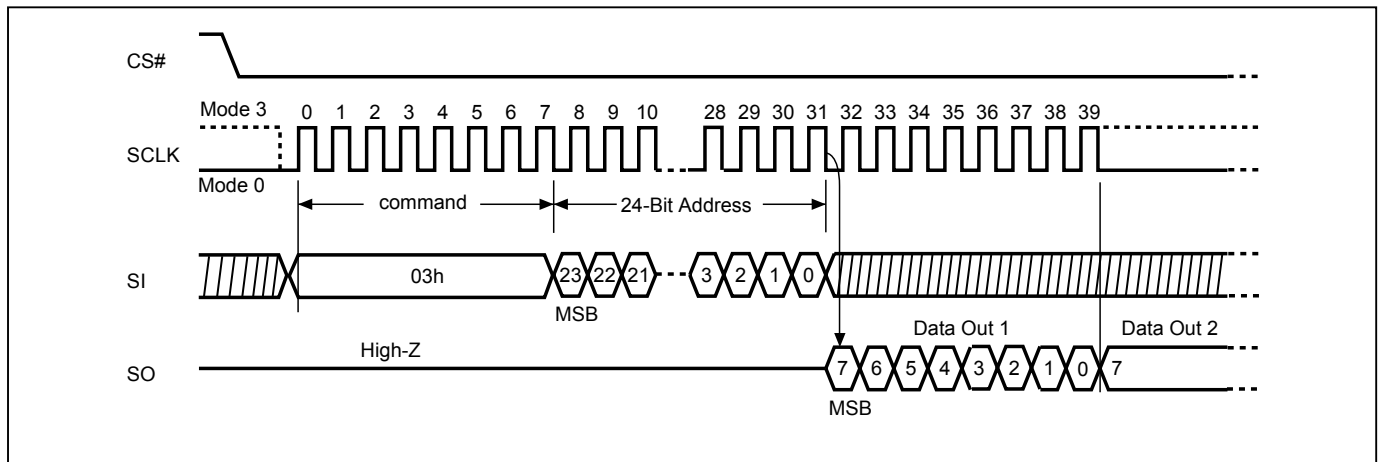 CS#
Mode 3
0 1 2 3 4 5 6 7 8 9 10 28 29 30 31 32 33 34 35 36 37 38 39
SCLK
Mode 0
command
24-Bit Address
SI
03h
23 22 21 3 2 1 0
MSB
Data Out 1
Data Out 2
High-Z
SO
7 6 5 4 3 2 1 0 7
MSB